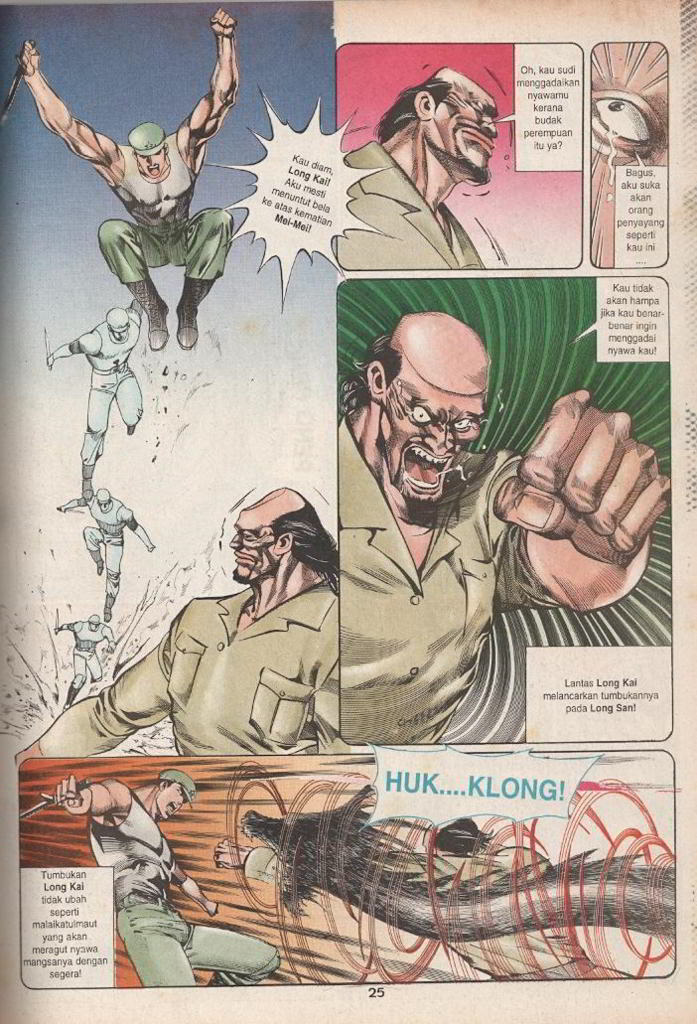 Kau diam,
Long Kai!
Aku mesti
menuntut bela
ke atas kematian
Mei-Mei!
Oh, kau sudi
menggadaikan
nyawamu
kerana
budak
perempuan
itu ya?
Bagus,
aku suka
akan
orang
penyayang
seperti
kau ini
....
Kau tidak
akan hampa
jika kau benar-
benar ingin
menggadai
nyawa kau!
Lantas Long Kai
melancarkan tumbukannya
pada Long San!
HUK....KLONG!
Tumbukan
Long Kai
tidak ubah
seperti
malaikatulmaut
yang akan
meragut nyawa
mangsanya dengan
segera!
25